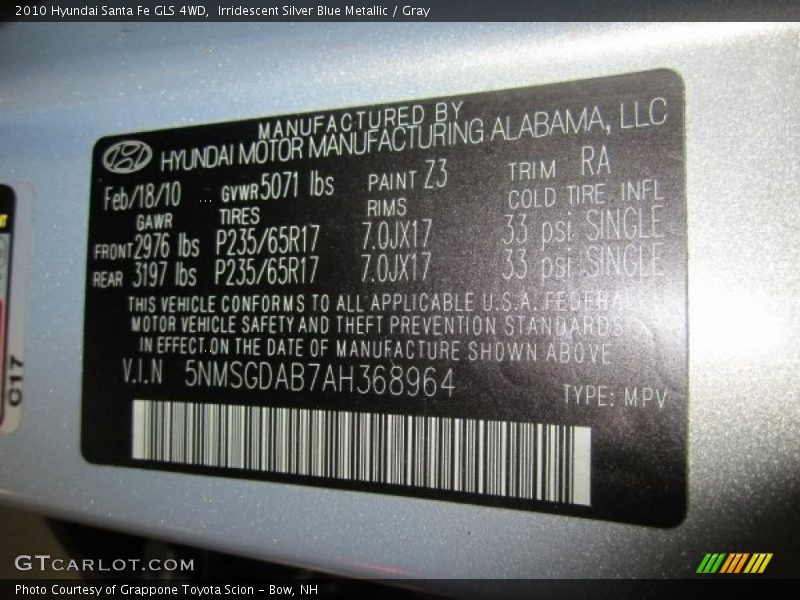 2010 Hyundai Santa Fe GLS 4WD,  Irridescent Silver Blue Metallic / Gray
MANUFACTURED BY
HYUNDAI MOTOR MANUFACTURING ALABAMA, LLC
Feb/18/10 GVWR 5071 lbs PAINT Z3 TRIM RA
GAWR TIRES RIMS COLD TIRE INFL
FRONT 2976 lbs P235/65R17 7.0JX17 33 psi SINGLE
REAR 3197 lbs P235/65R17 7.0JX17 33 psi SINGLE
THIS VEHICLE CONFORMS TO ALL APPLICABLE U.S.A. FEDERAL
MOTOR VEHICLE SAFETY AND THEFT PREVENTION STANDARDS
IN EFFECT ON THE DATE OF MANUFACTURE SHOWN ABOVE
V.I.N 5NMSGDAB7AH368964
TYPE: MPV
C17
GTCARLOT.COM
Photo Courtesy of Grappone Toyota Scion - Bow, NH